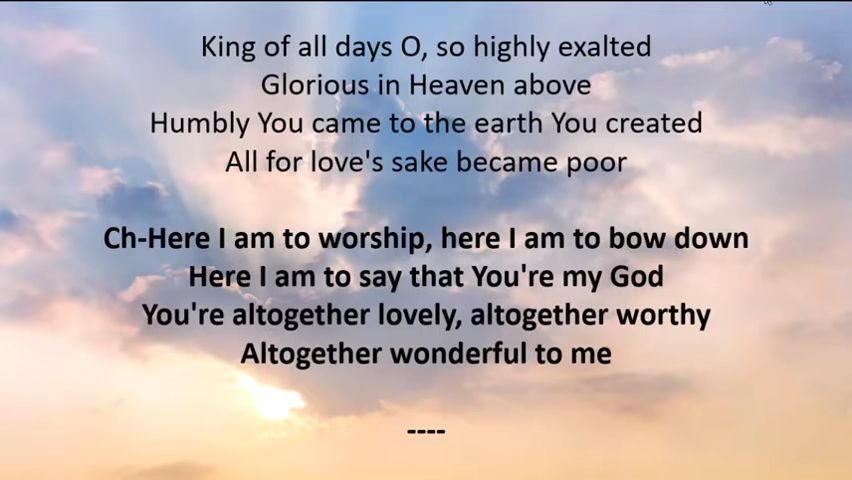 King of all days O, so highly exalted
Glorious in Heaven above
Humbly You came to the earth You created
All for love's sake became poor
Ch-Here I am to worship, here I am to bow down
Here I am to say that You're my God
You're altogether lovely, altogether worthy
Altogether wonderful to me
----